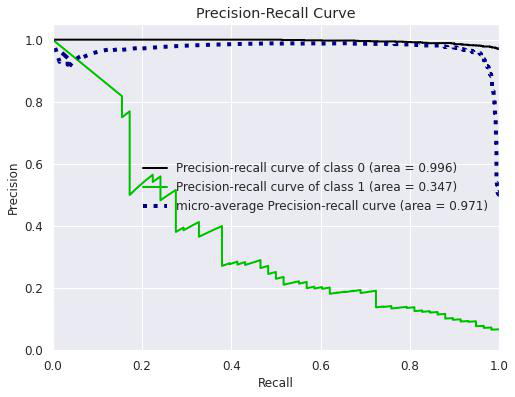 Precision-Recall Curve
1.0
0.8
0.6
0.4
0.2
0.0
Precision
Precision-recall curve of class 0 (area = 0.996)
Precision-recall curve of class 1 (area = 0.347)
micro-average Precision-recall curve (area = 0.971)
0.0 0.2 0.4 0.6 0.8 1.0
Recall